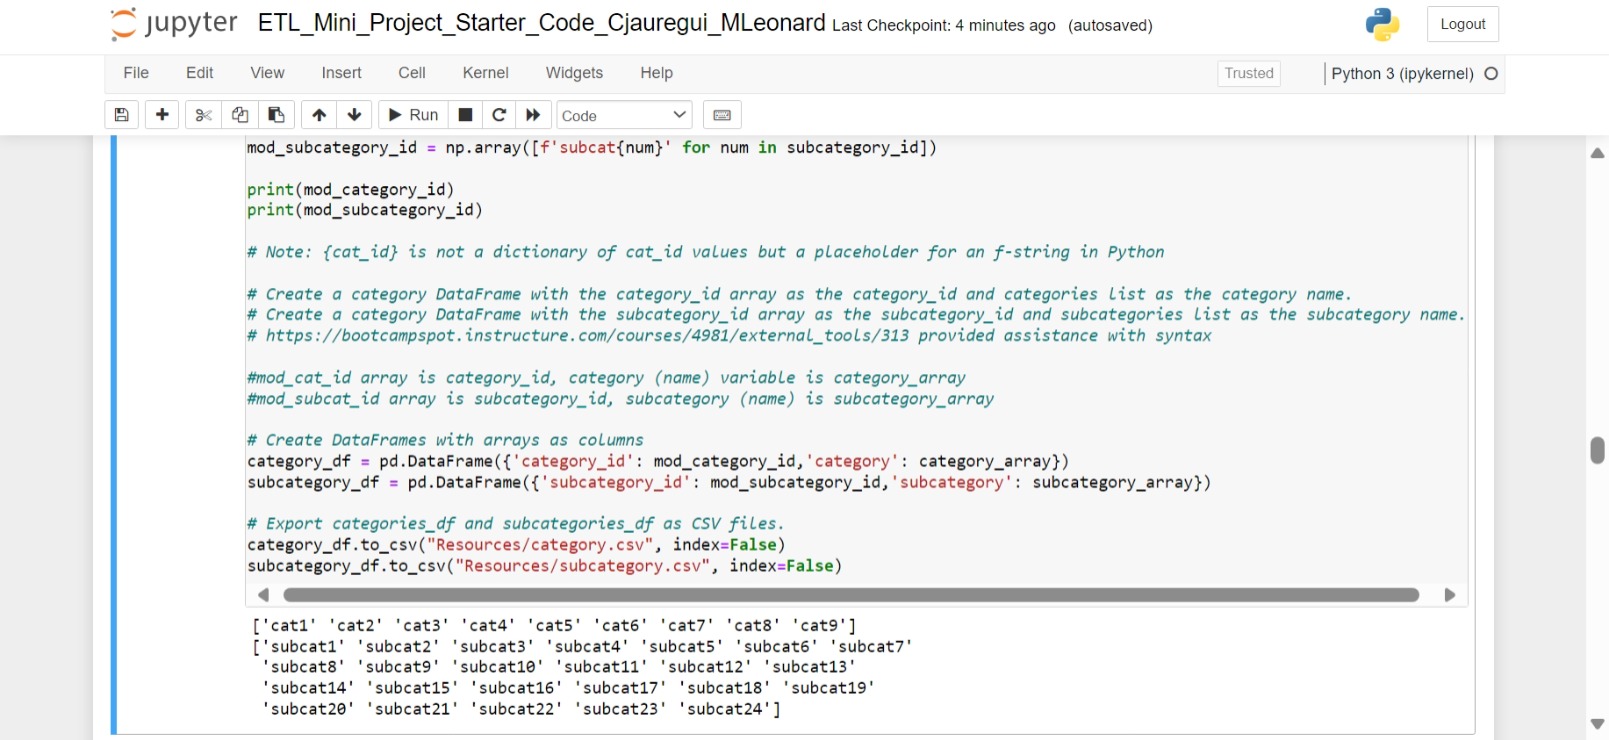 jupyter ETL_Mini_Project_Starter_Code_Cjauregui_MLeonard Last Checkpoint: 4 minutes ago (autosaved) Logout
File Edit View Insert Cell Kernel Widgets Help Trusted Python 3 (ipykernel)
Run Code
mod_subcategory_id = np.array([f'subcat{num}' for num in subcategory_id])
print(mod_category_id)
print(mod_subcategory_id)
# Note: {cat_id} is not a dictionary of cat_id values but a placeholder for an f-string in Python
# Create a category DataFrame with the category_id array as the category_id and categories list as the category name.
# Create a category DataFrame with the subcategory_id array as the subcategory_id and subcategories list as the subcategory name.
# https://bootcampspot.instructure.com/courses/4981/external_tools/313 provided assistance with syntax
#mod_cat_id array is category_id, category (name) variable is category_array
#mod_subcat_id array is subcategory_id, subcategory (name) is subcategory_array
# Create DataFrames with arrays as columns
category_df = pd.DataFrame({'category_id': mod_category_id,'category': category_array})
subcategory_df = pd.DataFrame({'subcategory_id': mod_subcategory_id,'subcategory': subcategory_array})
# Export categories_df and subcategories_df as CSV files.
category_df.to_csv("Resources/category.csv", index=False)
subcategory_df.to_csv("Resources/subcategory.csv", index=False)
['cat1' 'cat2' 'cat3' 'cat4' 'cat5' 'cat6' 'cat7' 'cat8' 'cat9']
['subcat1' 'subcat2' 'subcat3' 'subcat4' 'subcat5' 'subcat6' 'subcat7'
'subcat8' 'subcat9' 'subcat10' 'subcat11' 'subcat12' 'subcat13'
'subcat14' 'subcat15' 'subcat16' 'subcat17' 'subcat18' 'subcat19'
'subcat20' 'subcat21' 'subcat22' 'subcat23' 'subcat24']